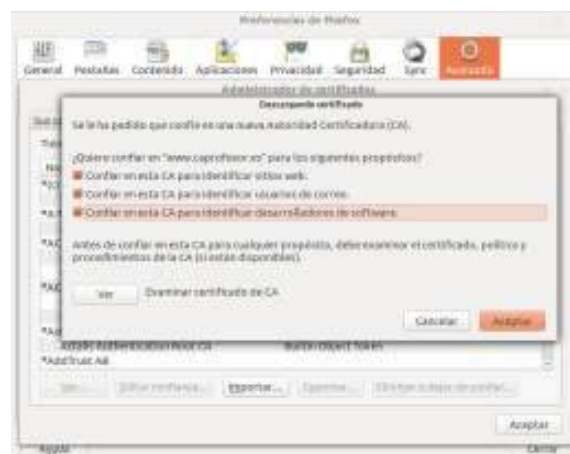 Preferencias de Firefox
General Pestañas Contenido Aplicaciones Privacidad Seguridad Sync Avanzado
Administrador de certificados
Descargando certificado
Se le ha pedido que confíe en una nueva Autoridad Certificadora (CA).
¿Quiere confiar en "www.caprofesor.es" para los siguientes propósitos?
Confiar en esta CA para identificar sitios web.
Confiar en esta CA para identificar usuarios de correo.
Confiar en esta CA para identificar desarrolladores de software.
Antes de confiar en esta CA para cualquier propósito, debe examinar el certificado, política y
procedimientos de la CA (si están disponibles).
Ver Examinar certificado de CA
Cancelar Aceptar
Builtin Object Token
Ver... Editar confianza... Importar... Exportar...
Aceptar
Ayuda Cerrar